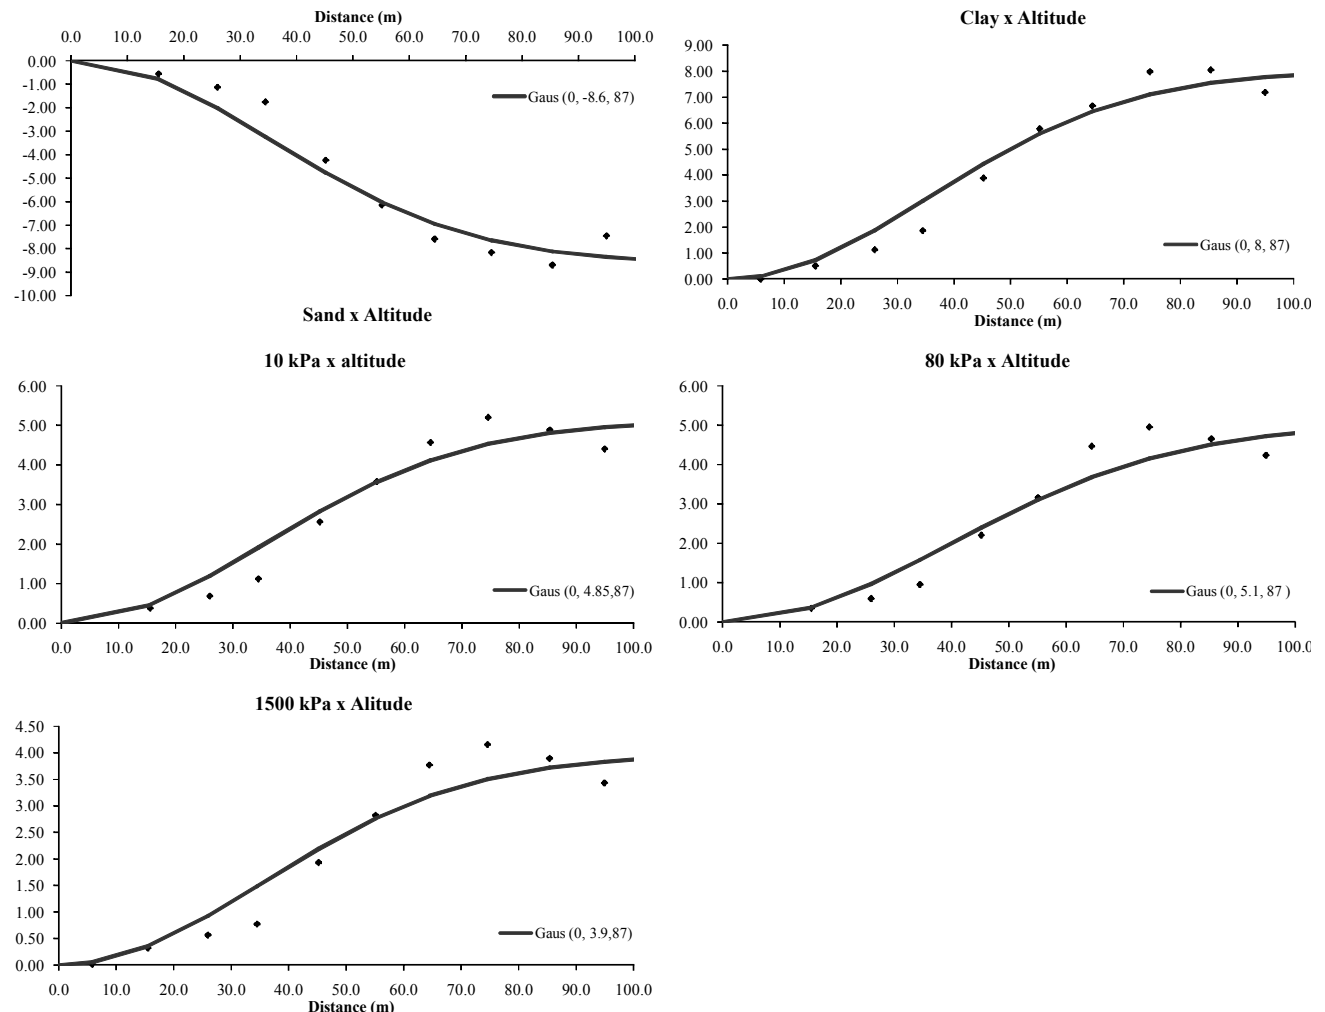 Distance (m)
0.0 10.0 20.0 30.0 40.0 50.0 60.0 70.0 80.0 90.0 100.0
0.00
-1.00
-2.00
-3.00
-4.00
-5.00
-6.00
-7.00
-8.00
-9.00
-10.00
Gaus (0, -8.6, 87)
Sand x Altitude
Clay x Altitude
9.00
8.00
7.00
6.00
5.00
4.00
3.00
2.00
1.00
0.00
Gaus (0, 8, 87)
0.0 10.0 20.0 30.0 40.0 50.0 60.0 70.0 80.0 90.0 100.0
Distance (m)
10 kPa x altitude
6.00
5.00
4.00
3.00
2.00
1.00
0.00
Gaus (0, 4.85,87)
0.0 10.0 20.0 30.0 40.0 50.0 60.0 70.0 80.0 90.0 100.0
Distance (m)
80 kPa x Altitude
6.00
5.00
4.00
3.00
2.00
1.00
0.00
Gaus (0, 5.1, 87 )
0.0 10.0 20.0 30.0 40.0 50.0 60.0 70.0 80.0 90.0 100.0
Distance (m)
1500 kPa x Alitude
4.50
4.00
3.50
3.00
2.50
2.00
1.50
1.00
0.50
0.00
Gaus (0, 3.9,87)
0.0 10.0 20.0 30.0 40.0 50.0 60.0 70.0 80.0 90.0 100.0
Distance (m)